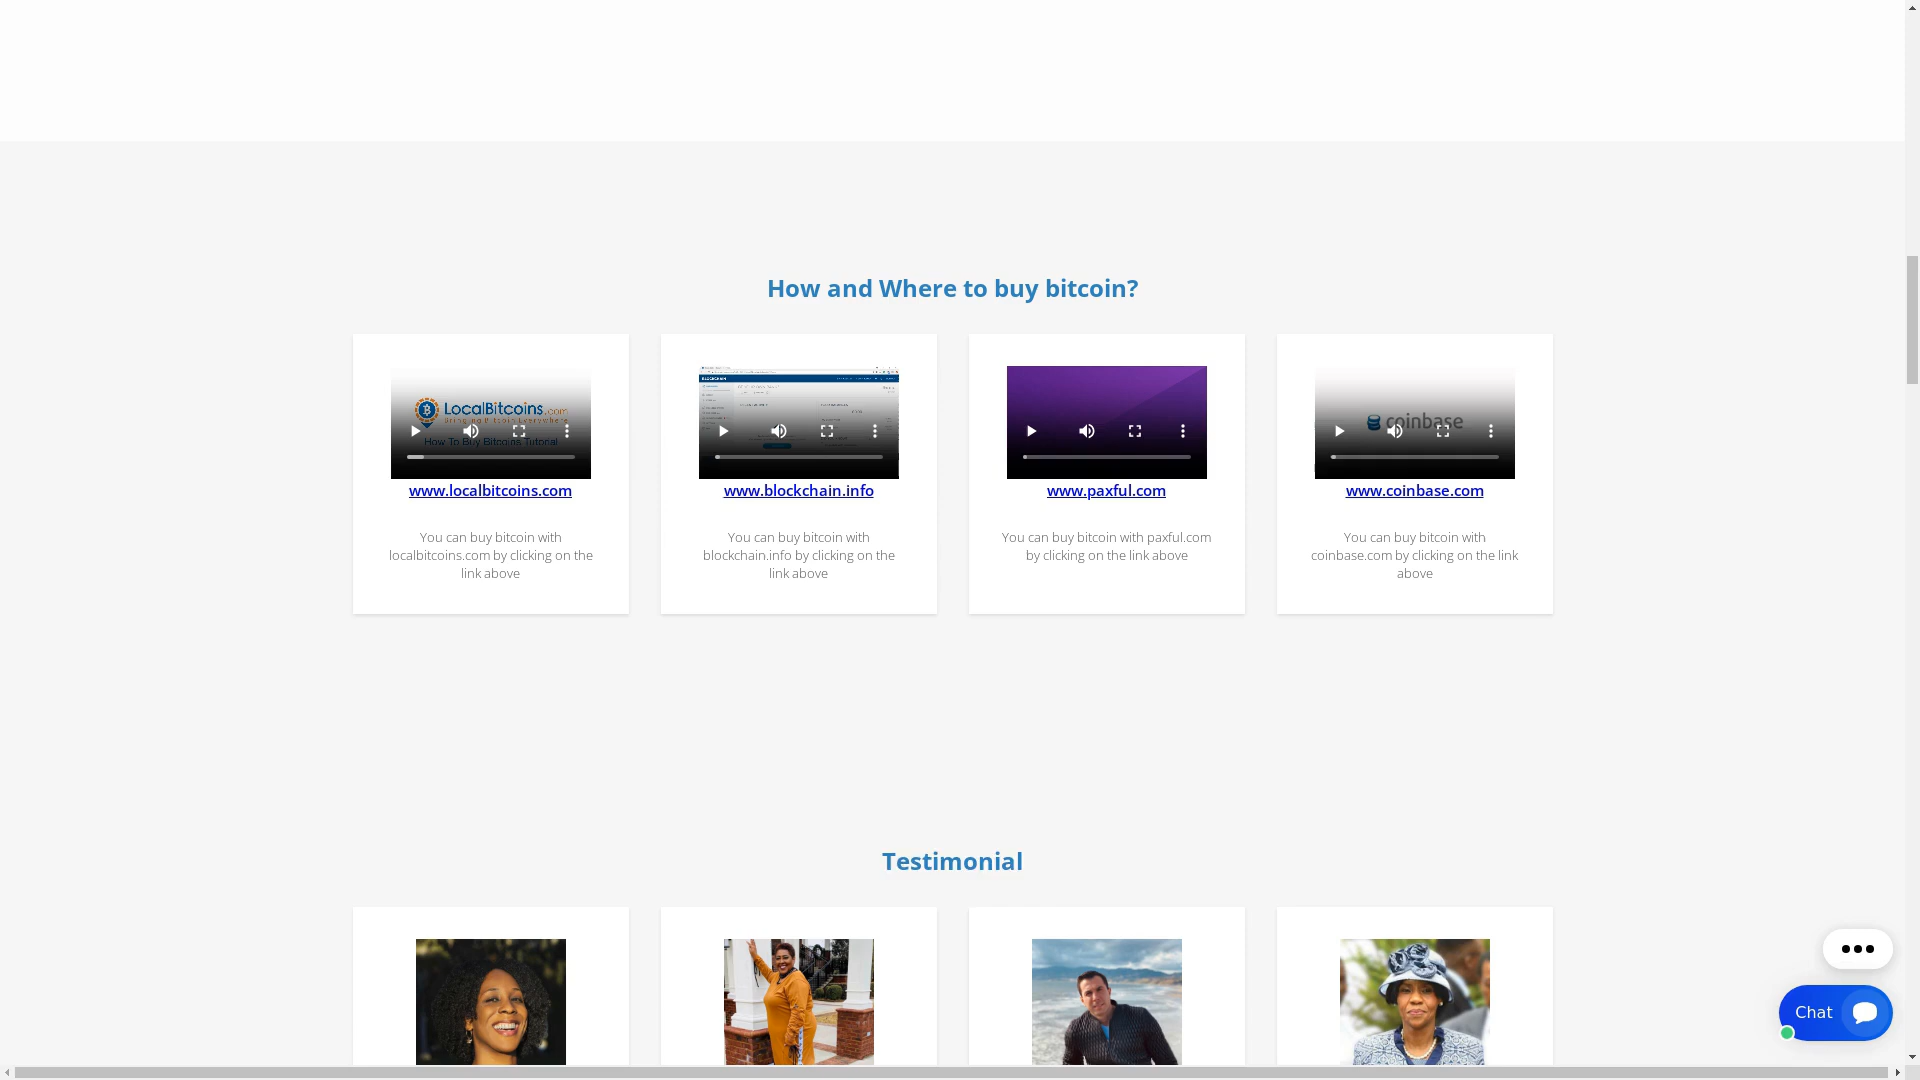 How and Where to buy bitcoin?
LocalBitcoins.com
Bringing Bitcoin Everywhere
How To Buy Bitcoins Tutorial
BLOCKCHAIN
coinbase
www.localbitcoins.com
www.blockchain.info
www.paxful.com
www.coinbase.com
You can buy bitcoin with
localbitcoins.com by clicking on the
link above
You can buy bitcoin with
blockchain.info by clicking on the
link above
You can buy bitcoin with paxful.com
by clicking on the link above
You can buy bitcoin with
coinbase.com by clicking on the link
above
Testimonial
Chat